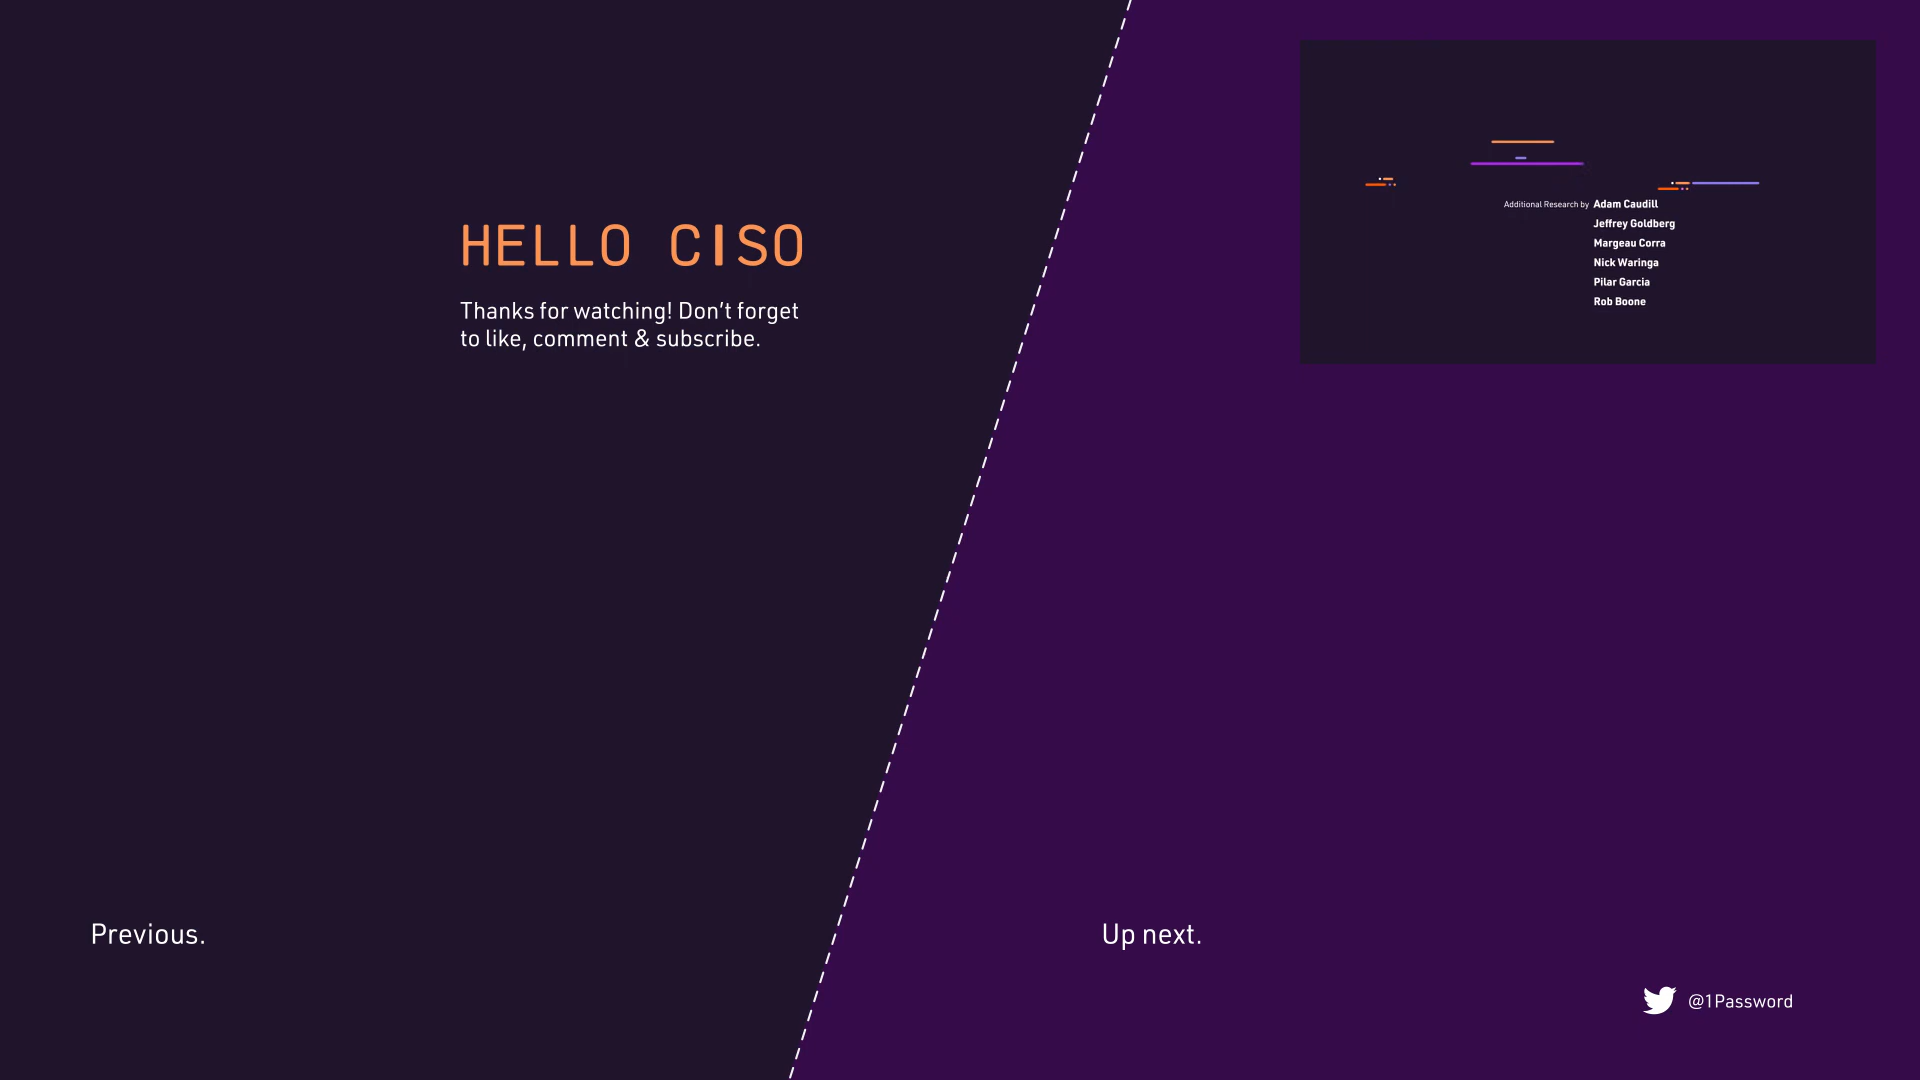 HELLO CISO
Thanks for watching! Don’t forget
to like, comment & subscribe.
Additional Research by Adam Caudill
Jeffrey Goldberg
Margeau Corra
Nick Waringa
Pilar Garcia
Rob Boone
Previous.
Up next.
@1Password